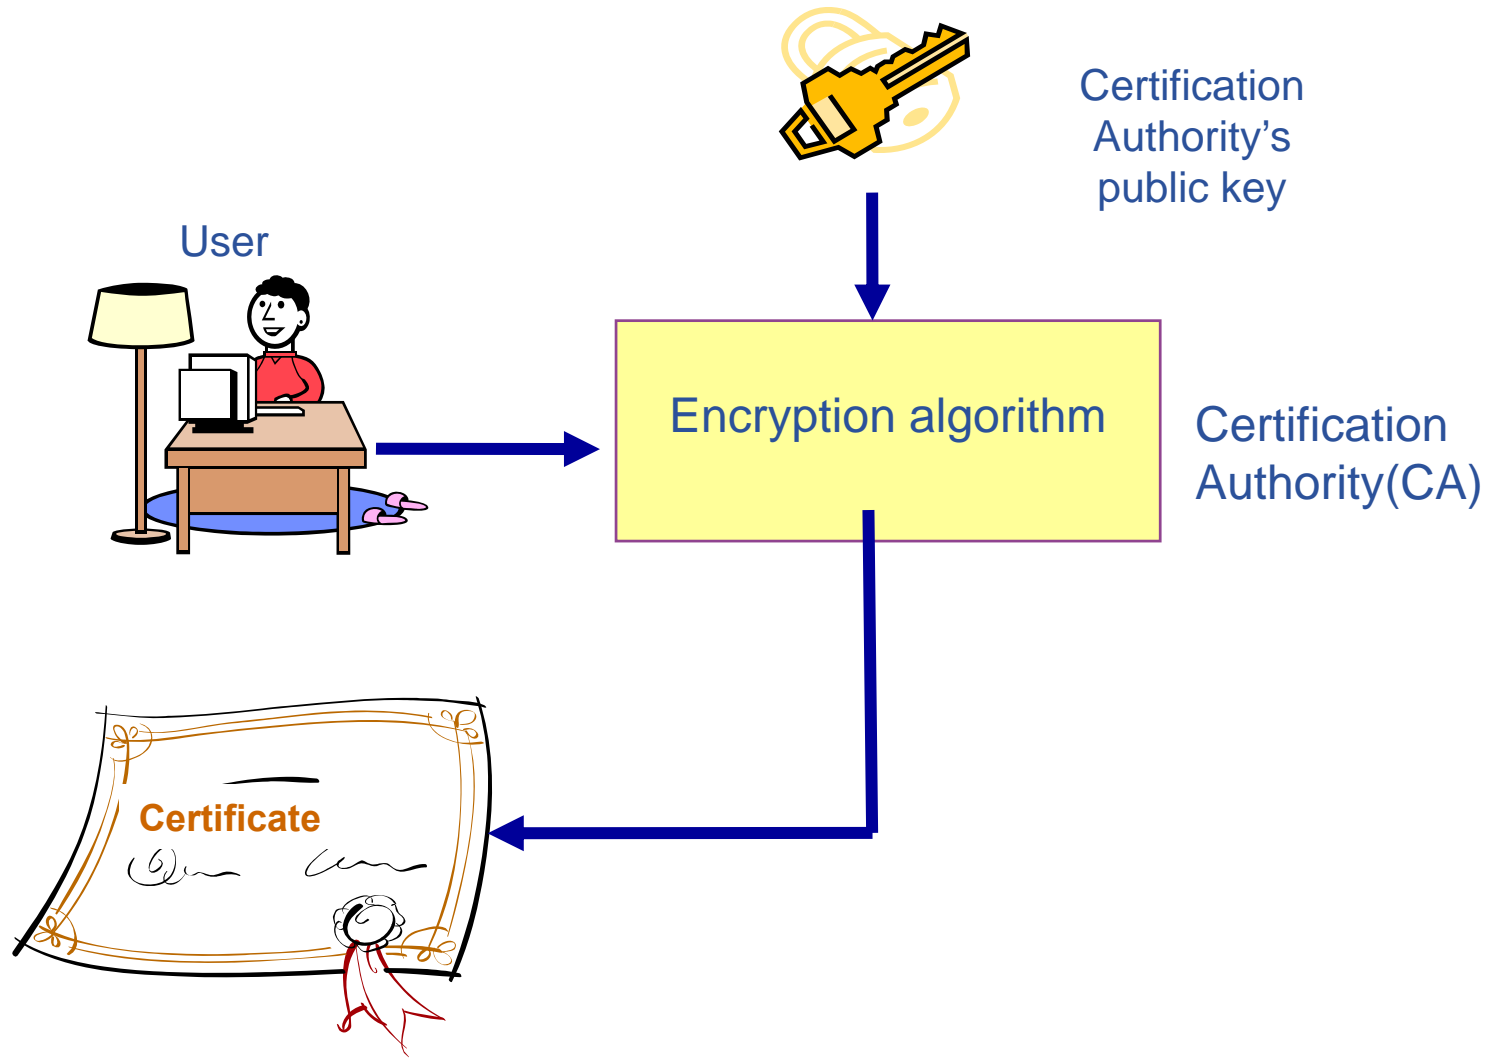 Certification
Authority’s
public key
User
Encryption algorithm
Certification
Authority(CA)
Certificate